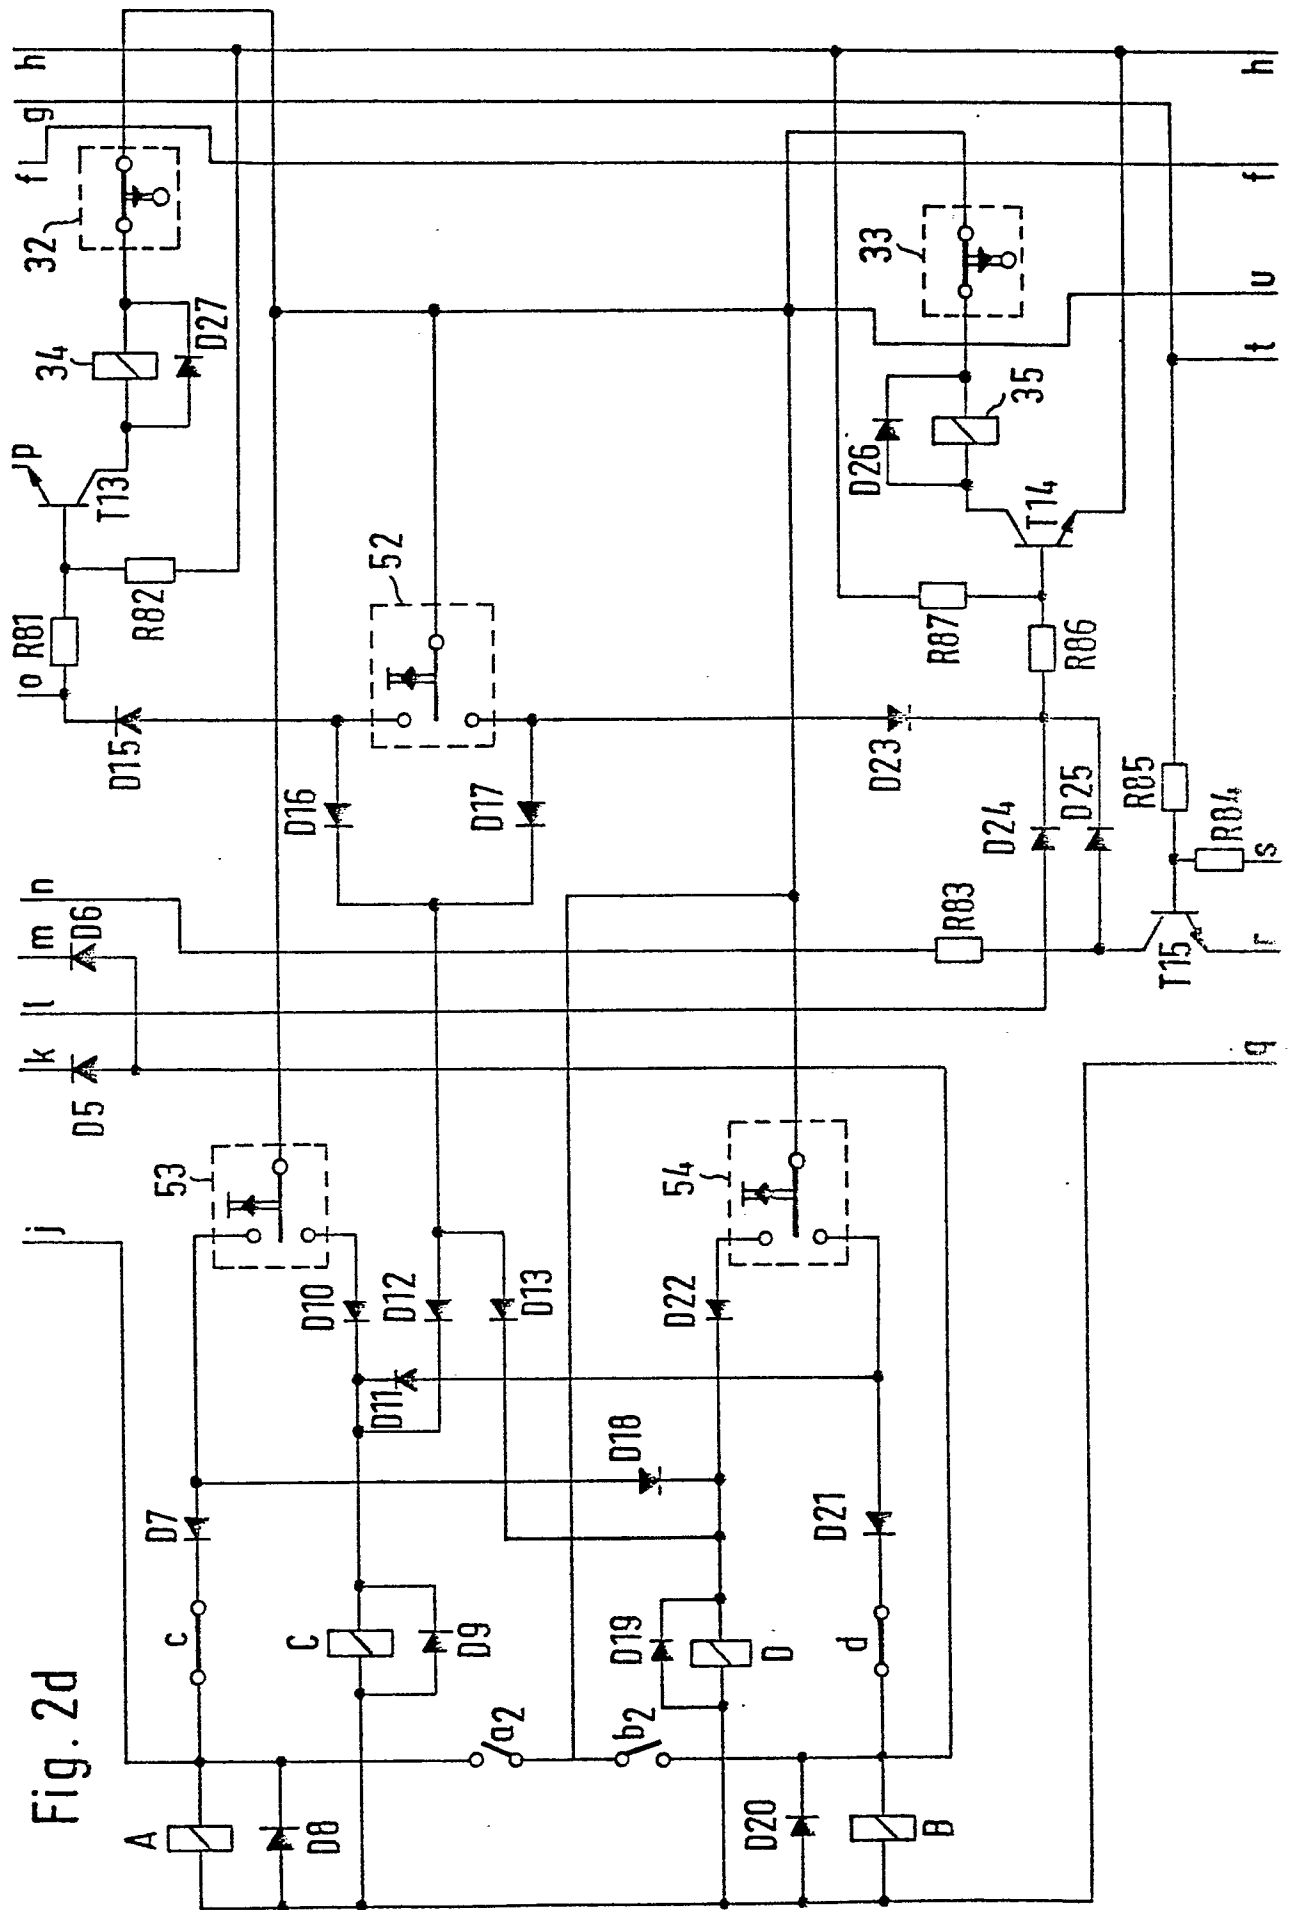 Fig. 2d
h
g
f
32
34
D27
p
T13
R81
R82
o
D15
52
D16
D17
n
m
D6
l
k
D5
53
j
D10
D12
D13
D11
D7
c
C
D9
A
D8
a2
b2
D18
D19
D
D22
54
D21
d
D20
B
q
r
T15
s
R84
R85
R83
D24
D25
D23
R86
R87
T14
D26
35
33
t
u
f
h